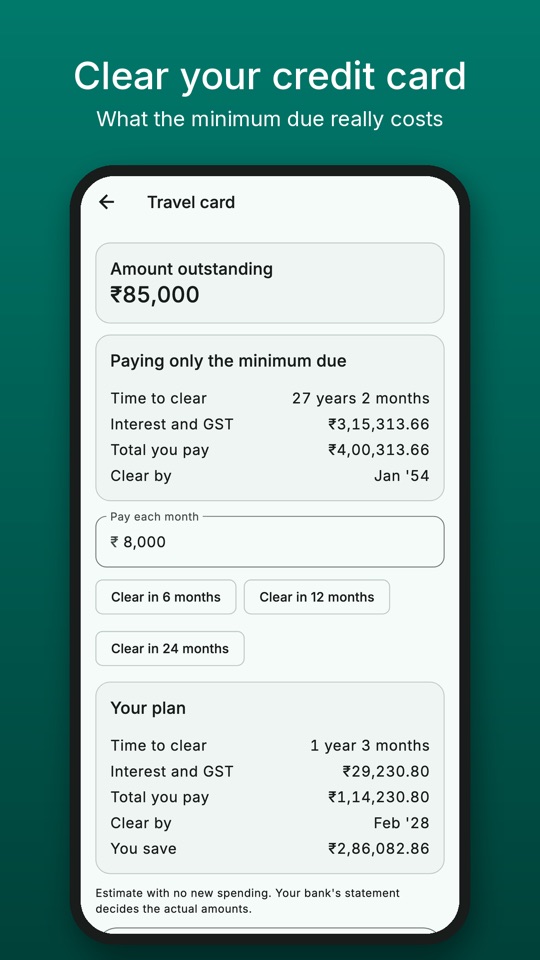 Clear your credit card
What the minimum due really costs
Travel card
Amount outstanding
₹85,000
Paying only the minimum due
Time to clear 27 years 2 months
Interest and GST ₹3,15,313.66
Total you pay ₹4,00,313.66
Clear by Jan '54
Pay each month
₹ 8,000
Clear in 6 months Clear in 12 months
Clear in 24 months
Your plan
Time to clear 1 year 3 months
Interest and GST ₹29,230.80
Total you pay ₹1,14,230.80
Clear by Feb '28
You save ₹2,86,082.86
Estimate with no new spending. Your bank's statement
decides the actual amounts.